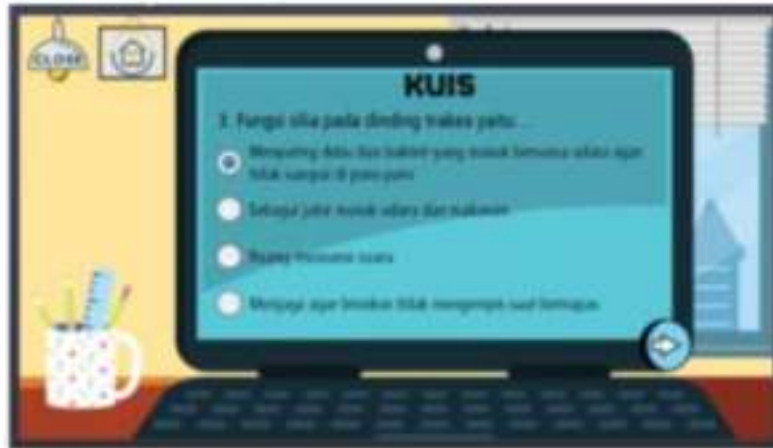 CLOSE
KUIS
3. Fungsi silia pada dinding trakea yaitu...
Menyaring debu dan bakteri yang masuk bersama udara agar
tidak sampai di paru-paru
Sebagai jalur masuk udara dan makanan
Ruang resonansi suara
Menjaga agar bronkus tidak mengempis saat bernapas